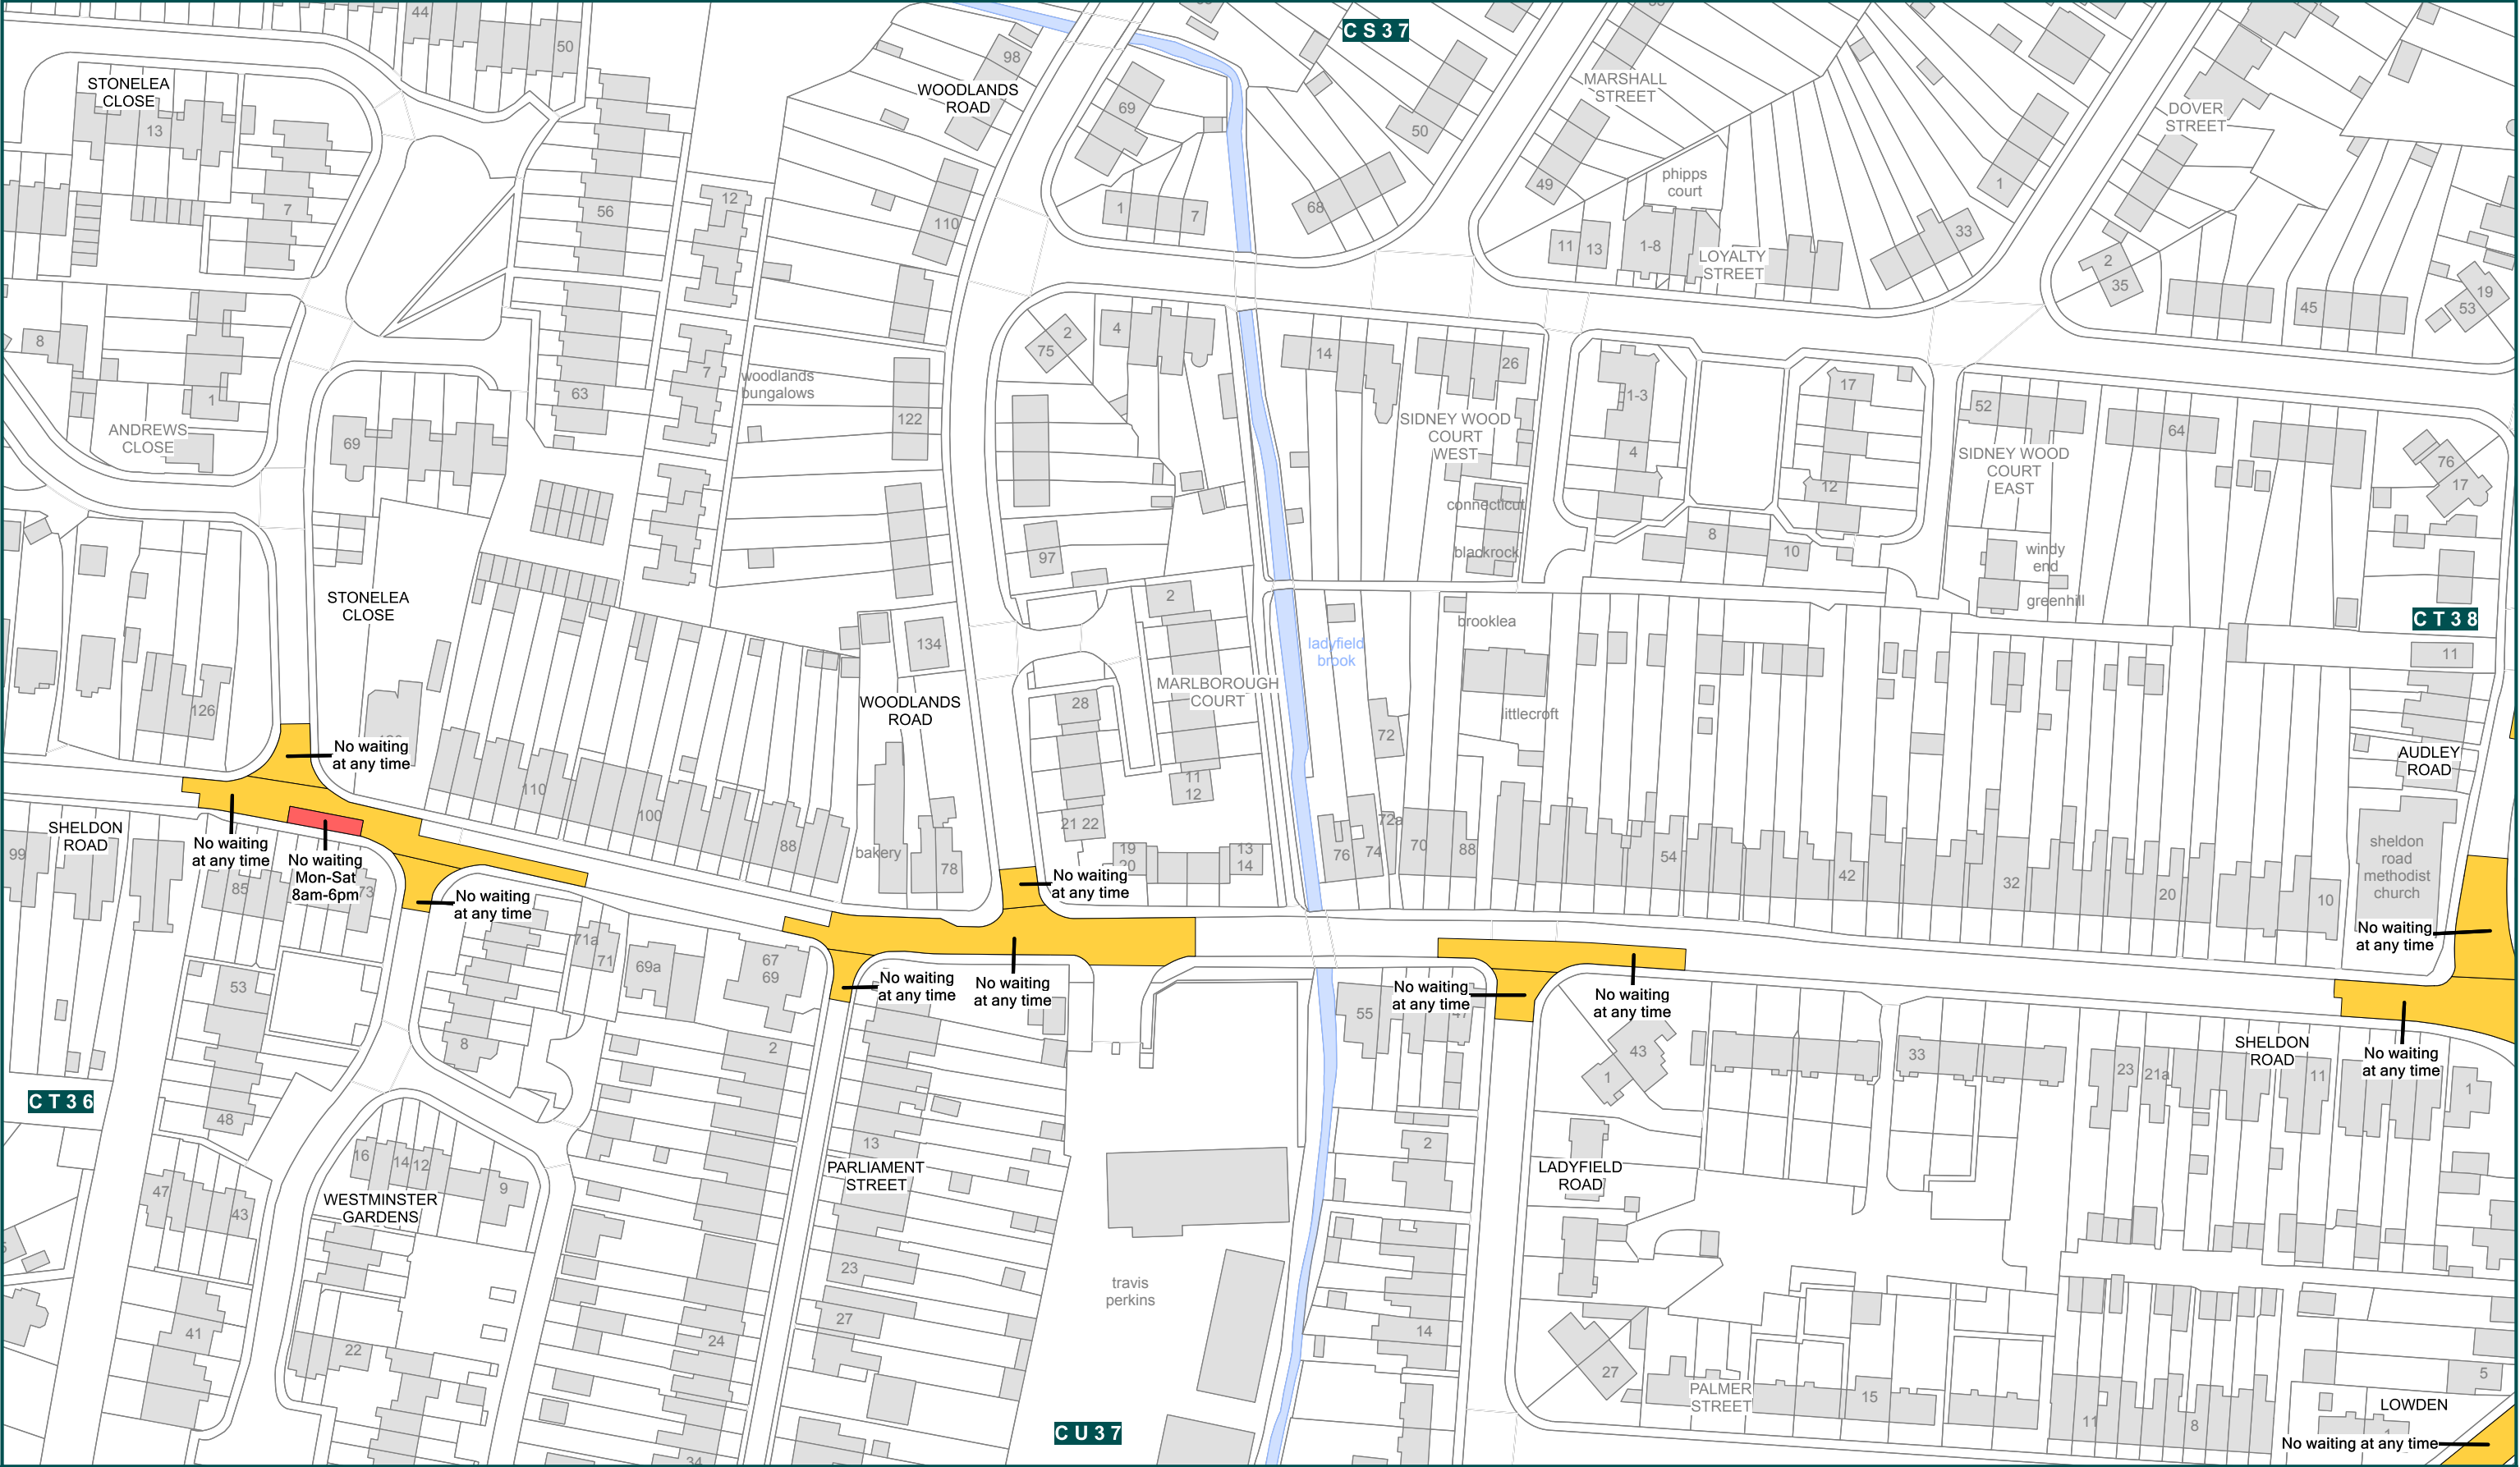 44
50
98
CS37
STONELEA
CLOSE
13
WOODLANDS
ROAD
69
50
MARSHALL
STREET
DOVER
STREET
7
56
12
110
1
7
68
49
phipps
court
1
11
13
1-8
LOYALTY
STREET
33
2
35
45
19
53
8
1
63
7
woodlands
bungalows
122
75
2
4
14
26
1-3
17
52
64
76
17
ANDREWS
CLOSE
69
SIDNEY WOOD
COURT
WEST
4
12
SIDNEY WOOD
COURT
EAST
connecticut
blackrock
97
8
10
windy
end
greenhill
STONELEA
CLOSE
2
134
ladyfield
brook
brooklea
CT38
11
126
WOODLANDS
ROAD
28
MARLBOROUGH
COURT
littlecroft
72
AUDLEY
ROAD
No waiting
at any time
110
100
88
bakery
78
11
12
21 22
19
20
13
14
76
74
72a
70
88
54
42
32
20
10
sheldon
road
methodist
church
SHELDON
ROAD
99
No waiting
at any time
No waiting
Mon-Sat
8am-6pm
85
73
No waiting
at any time
No waiting
at any time
No waiting
at any time
71a
71
69a
67
69
No waiting
at any time
No waiting
at any time
No waiting
at any time
No waiting
at any time
55
47
53
8
2
43
1
33
23
21a
SHELDON
ROAD
11
No waiting
at any time
1
CT36
48
13
2
16
14
12
9
47
43
WESTMINSTER
GARDENS
PARLIAMENT
STREET
LADYFIELD
ROAD
23
27
travis
perkins
41
22
24
14
27
PALMER
STREET
15
11
8
5
LOWDEN
1
34
CU37
No waiting at any time